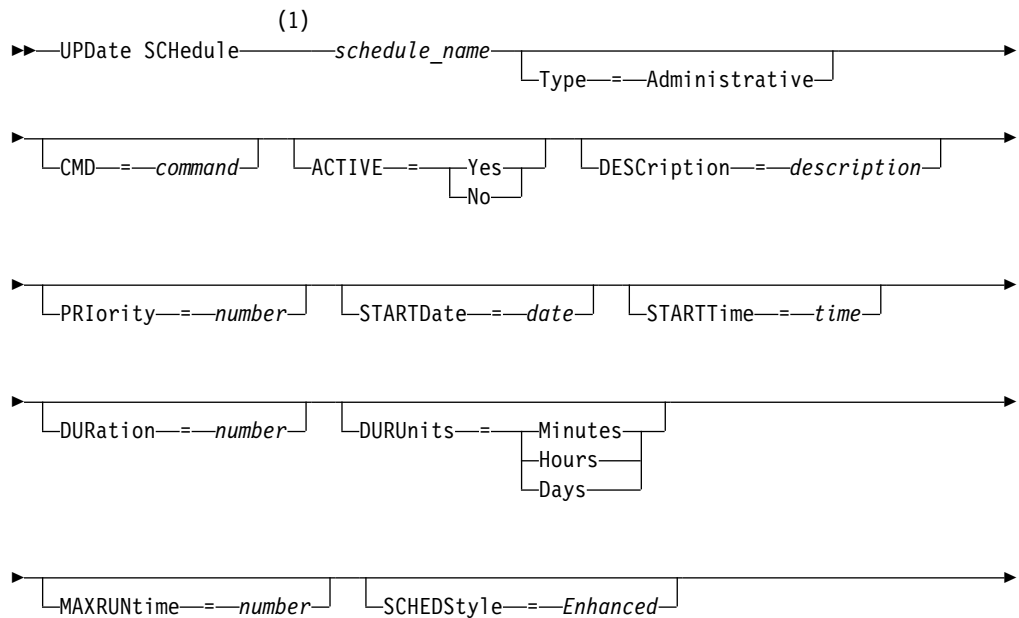 (1)
UPDate SCHedule schedule_name
Type = Administrative
CMD = command ACTIVE = Yes DESCription = description
No
PRIority = number STARTDate = date STARTTime = time
DURation = number DURUnits = Minutes
Hours
Days
MAXRUNtime = number SCHEDStyle = Enhanced